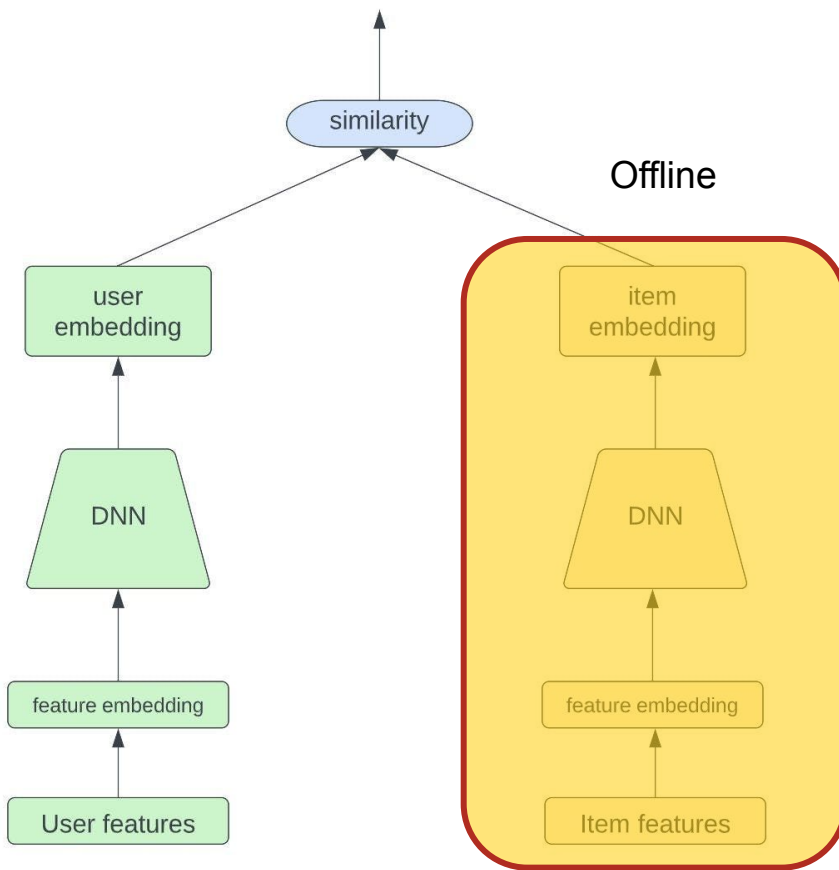 similarity
Offline
user
embedding
item
embedding
DNN
DNN
feature embedding
feature embedding
User features
Item features